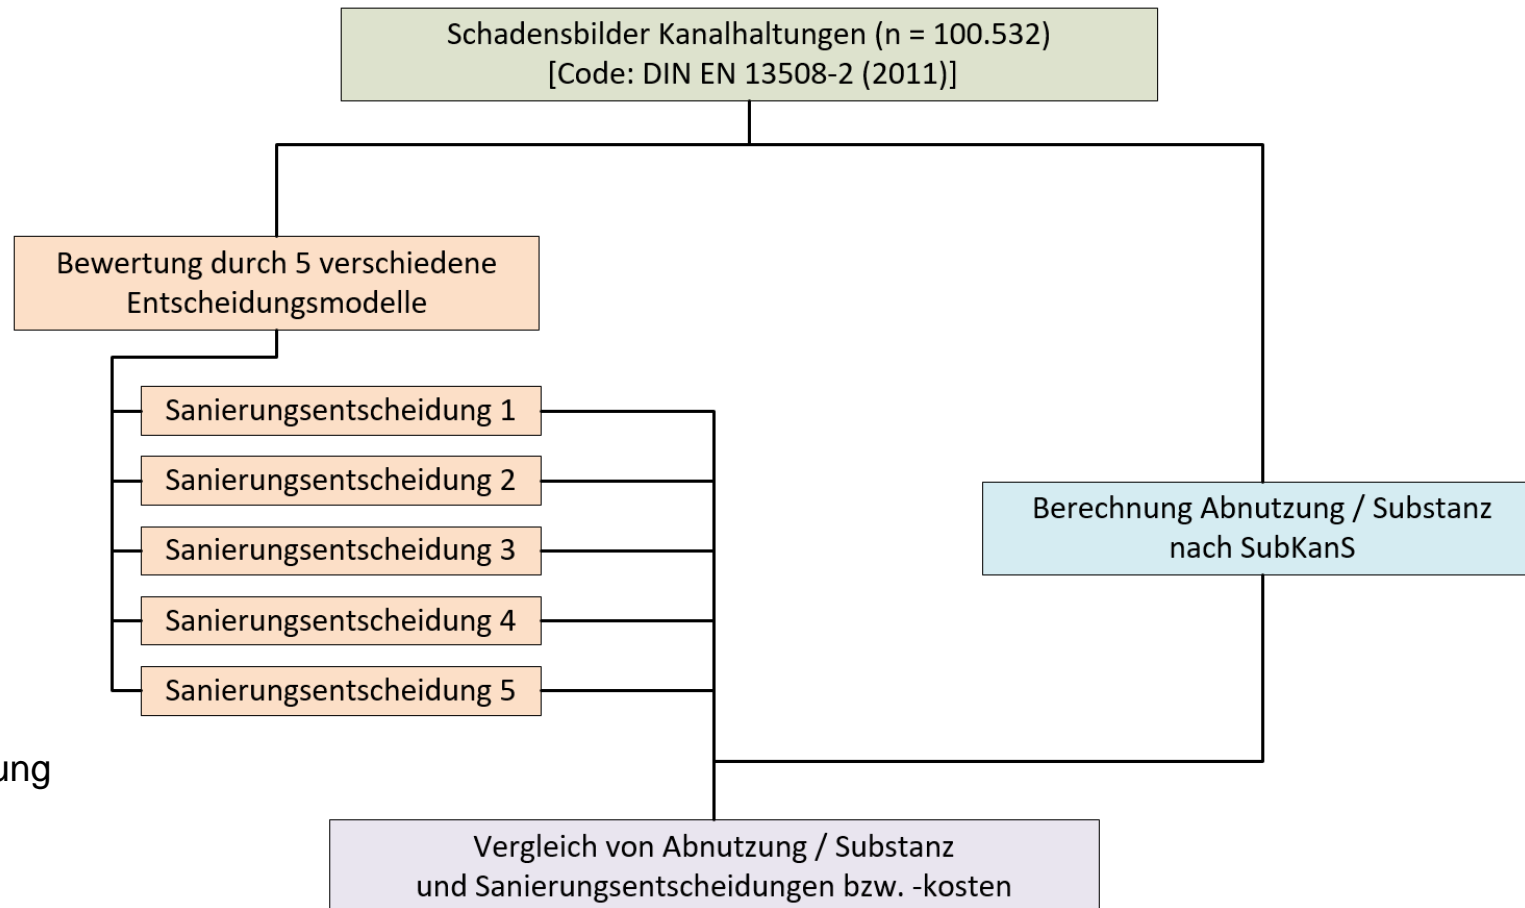 Schadensbilder Kanalhaltungen (n = 100.532)
[Code: DIN EN 13508-2 (2011)]
Bewertung durch 5 verschiedene
Entscheidungsmodelle
Sanierungsentscheidung 1
Sanierungsentscheidung 2
Sanierungsentscheidung 3
Sanierungsentscheidung 4
Sanierungsentscheidung 5
Berechnung Abnutzung / Substanz
nach SubKanS
ung
Vergleich von Abnutzung / Substanz
und Sanierungsentscheidungen bzw. -kosten